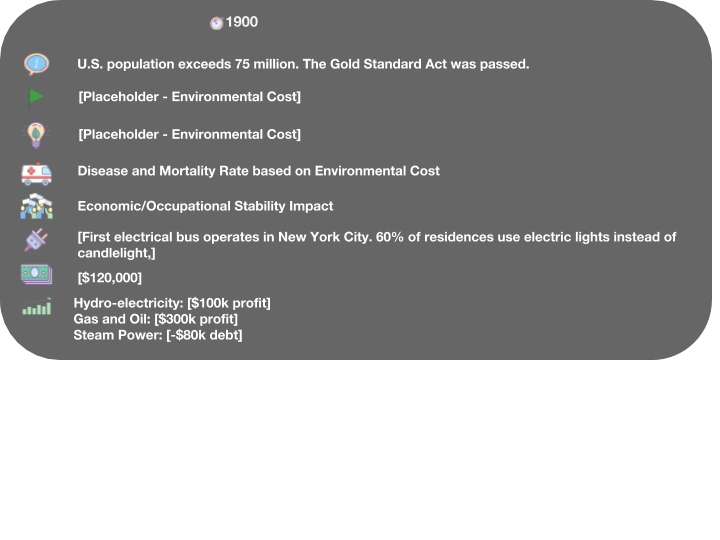 1900
U.S. population exceeds 75 million. The Gold Standard Act was passed.
[Placeholder - Environmental Cost]
[Placeholder - Environmental Cost]
Disease and Mortality Rate based on Environmental Cost
Economic/Occupational Stability Impact
[First electrical bus operates in New York City. 60% of residences use electric lights instead of
candlelight,]
[$120,000]
Hydro-electricity: [$100k profit]
Gas and Oil: [$300k profit]
Steam Power: [-$80k debt]